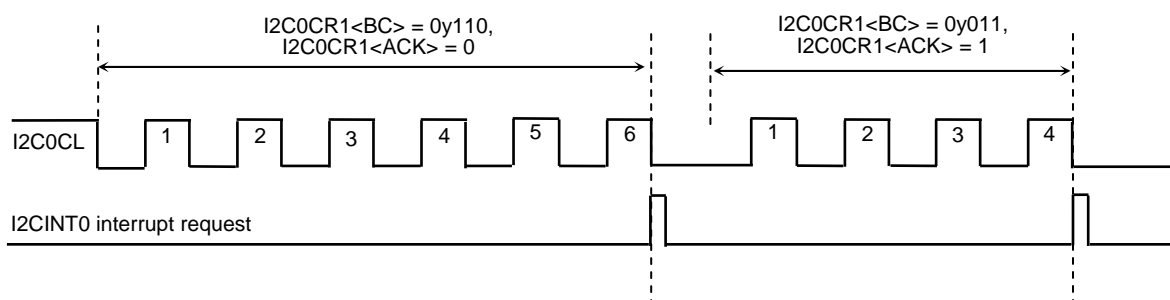 I2C0CR1<BC> = 0y110,
I2C0CR1<ACK> = 0
I2C0CR1<BC> = 0y011,
I2C0CR1<ACK> = 1
I2C0CL 1 2 3 4 5 6 1 2 3 4
I2CINT0 interrupt request